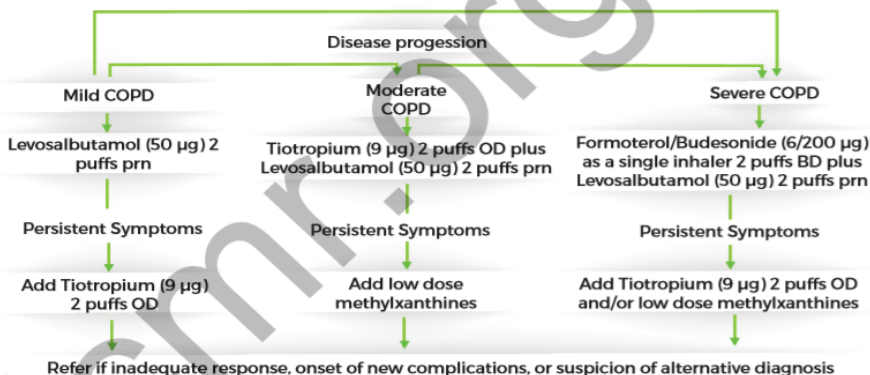 Disease progession
Mild COPD
Moderate
COPD
Severe COPD
Levosalbutamol (50 µg) 2
puffs prn
Tiotropium (9 µg) 2 puffs OD plus
Levosalbutamol (50 µg) 2 puffs prn
Formoterol/Budesonide (6/200 µg)
as a single inhaler 2 puffs BD plus
Levosalbutamol (50 µg) 2 puffs prn
Persistent Symptoms
Persistent Symptoms
Persistent Symptoms
Add Tiotropium (9 µg)
2 puffs OD
Add low dose
methylxanthines
Add Tiotropium (9 µg) 2 puffs OD
and/or low dose methylxanthines
Refer if inadequate response, onset of new complications, or suspicion of alternative diagnosis
cmr.org